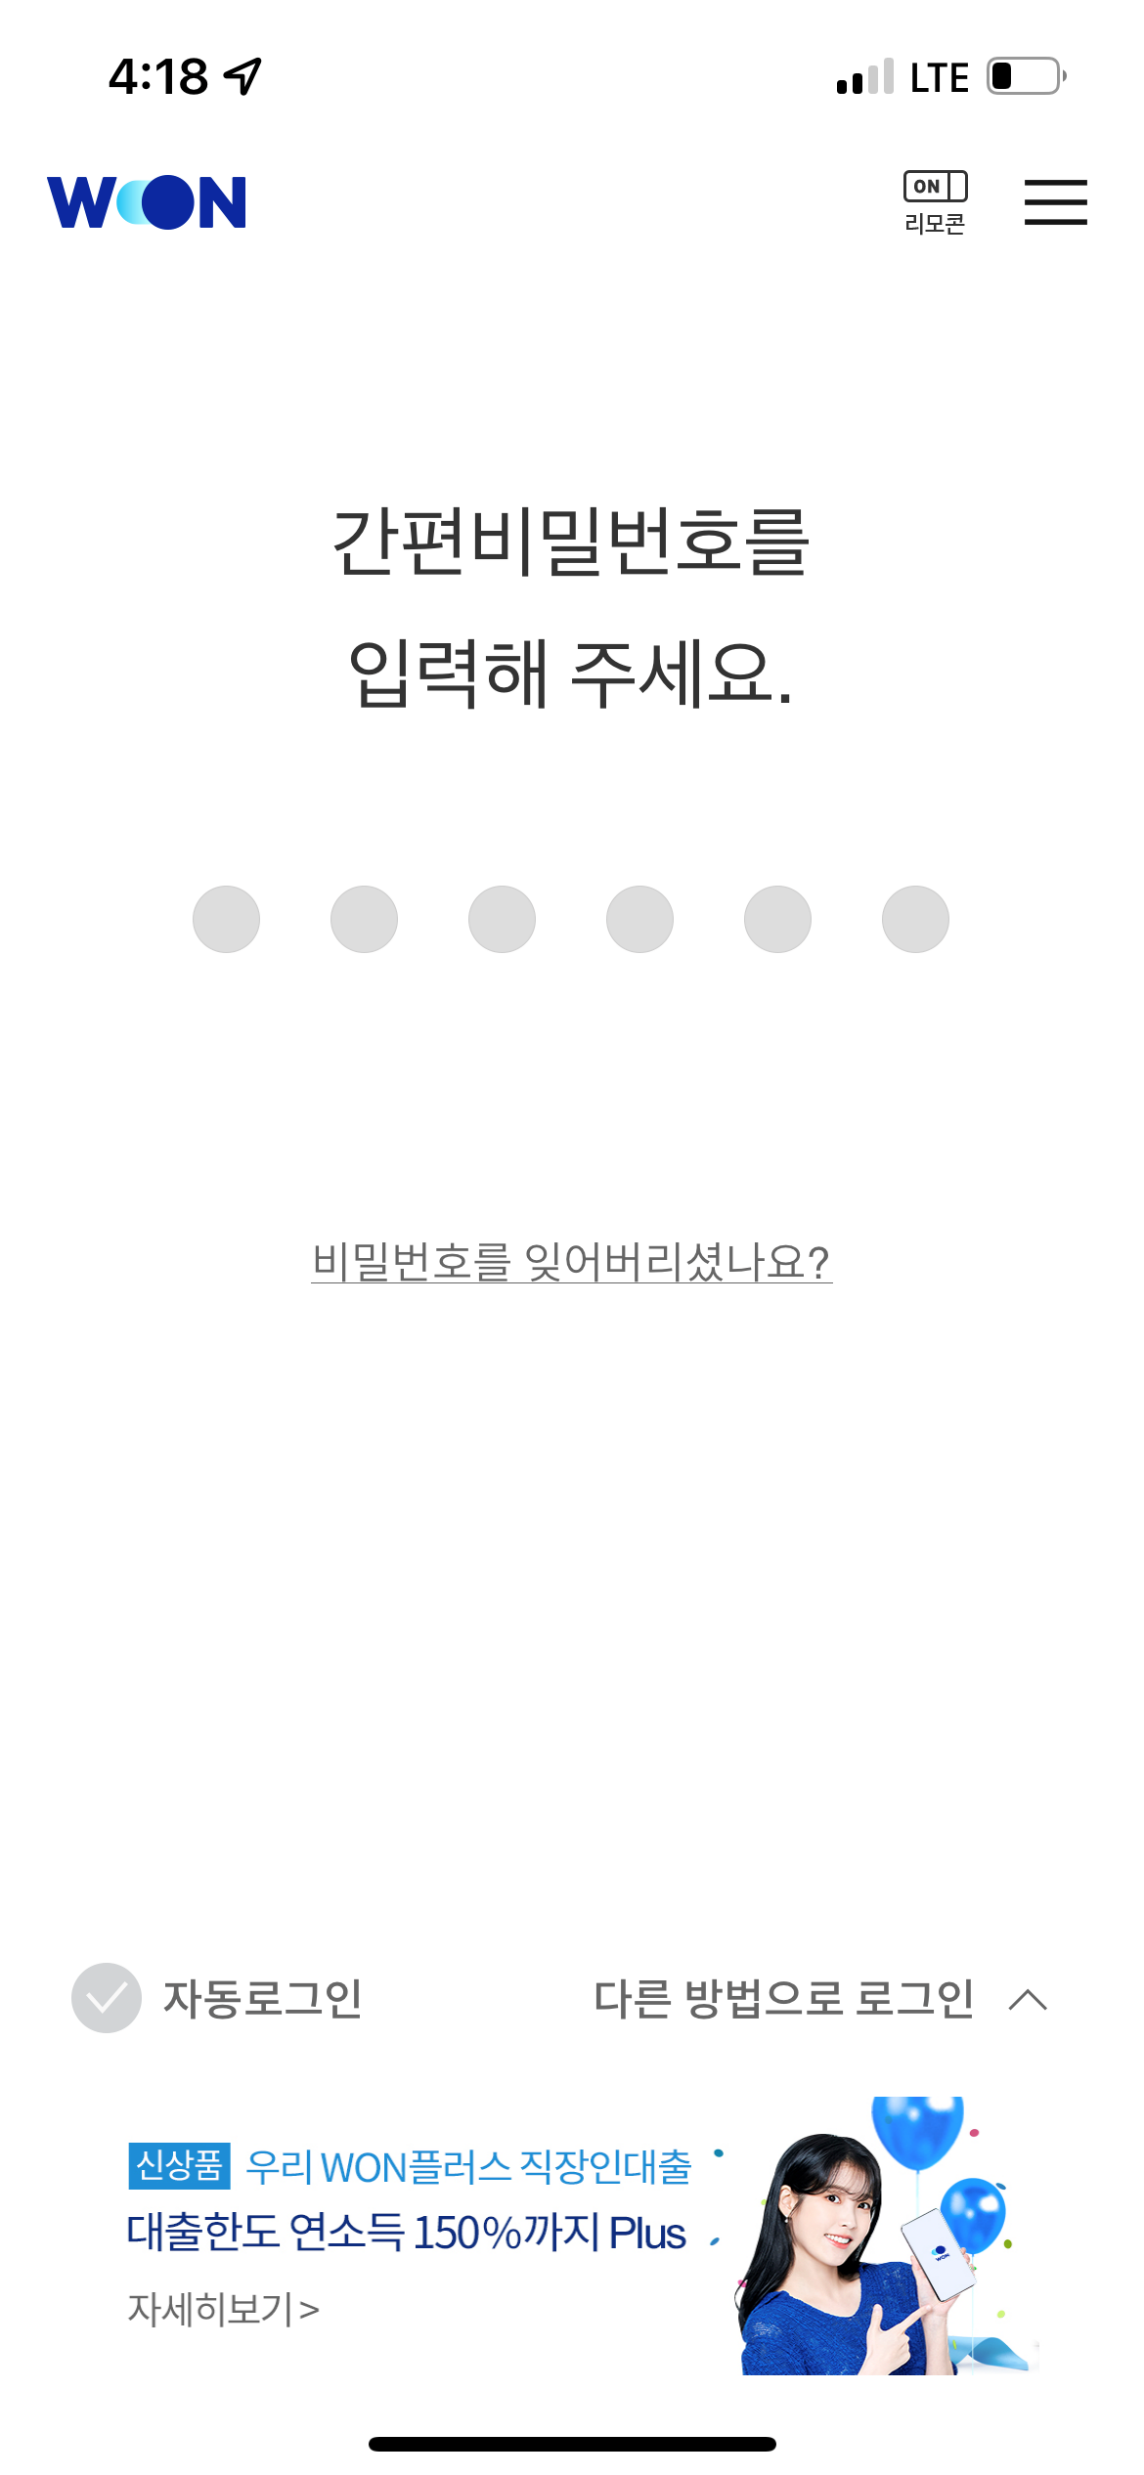 4:18 LTE
WON
ON
리모콘
간편비밀번호를
입력해 주세요.
비밀번호를 잊어버리셨나요?
자동로그인 다른 방법으로 로그인
신상품 우리 WON플러스 직장인대출
대출한도 연소득 150%까지 Plus
자세히보기 >
WON